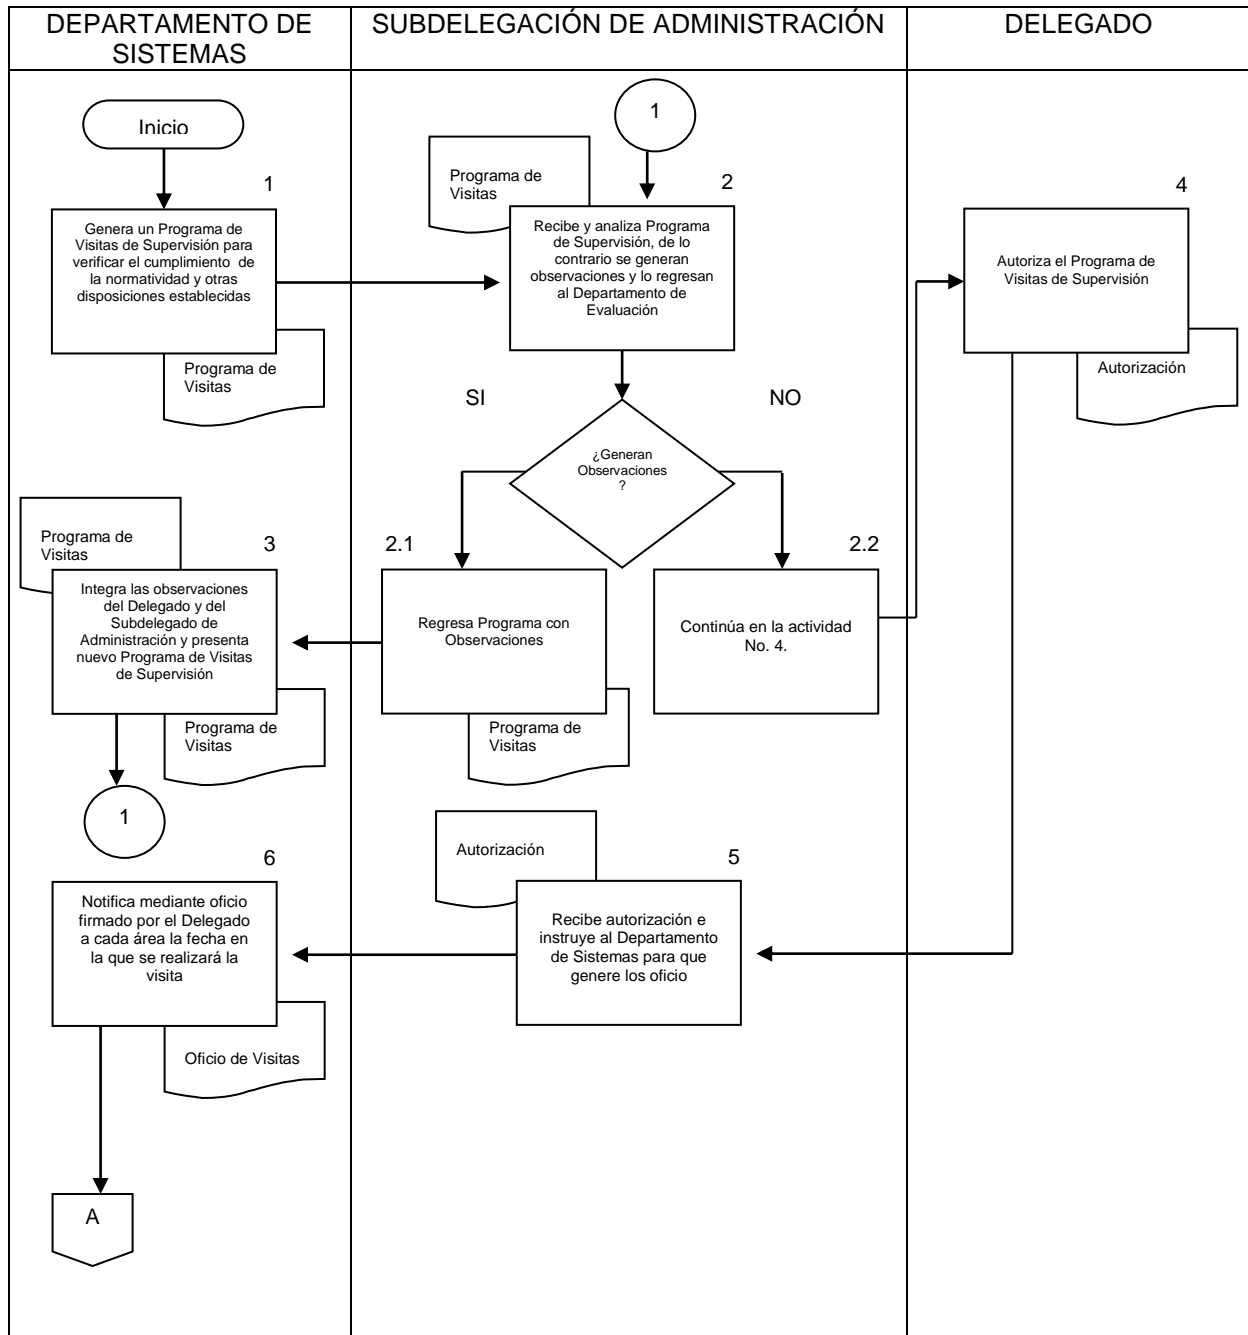 DEPARTAMENTO DE
SISTEMAS
SUBDELEGACIÓN DE ADMINISTRACIÓN
DELEGADO
Inicio
1
Genera un Programa de
Visitas de Supervisión para
verificar el cumplimiento de
la normatividad y otras
disposiciones establecidas
Programa de
Visitas
1
Programa de
Visitas
2
Recibe y analiza Programa
de Supervisión, de lo
contrario se generan
observaciones y lo regresan
al Departamento de
Evaluación
¿Generan
Observaciones
?
SI
NO
2.1
Regresa Programa con
Observaciones
Programa de
Visitas
2.2
Continúa en la actividad
No. 4.
Programa de
Visitas
3
Integra las observaciones
del Delegado y del
Subdelegado de
Administración y presenta
nuevo Programa de Visitas
de Supervisión
Programa de
Visitas
1
4
Autoriza el Programa de
Visitas de Supervisión
Autorización
Autorización
5
Recibe autorización e
instruye al Departamento
de Sistemas para que
genere los oficio
6
Notifica mediante oficio
firmado por el Delegado
a cada área la fecha en
la que se realizará la
visita
Oficio de Visitas
A